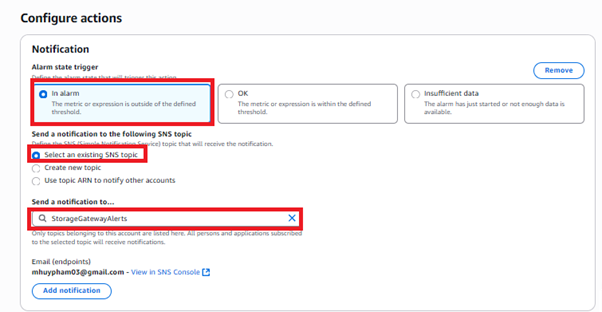 Configure actions
Notification
Alarm state trigger
Define the alarm state that will trigger this action.
Remove
In alarm
The metric or expression is outside of the defined
threshold.
OK
The metric or expression is within the defined
threshold.
Insufficient data
The alarm has just started or not enough data is
available.
Send a notification to the following SNS topic
Define the SNS (Simple Notification Service) topic that will receive the notification.
Select an existing SNS topic
Create new topic
Use topic ARN to notify other accounts
Send a notification to...
StorageGatewayAlerts
Only topics belonging to this account are listed here. All persons and applications subscribed
to the selected topic will receive notifications.
Email (endpoints)
mhuypham03@gmail.com - View in SNS Console
Add notification